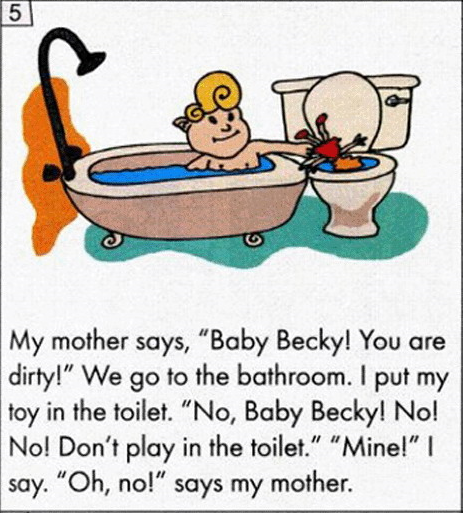 5
My mother says, “Baby Becky! You are
dirty!” We go to the bathroom. I put my
toy in the toilet. “No, Baby Becky! No!
No! Don’t play in the toilet.” “Mine!” I
say. “Oh, no!” says my mother.